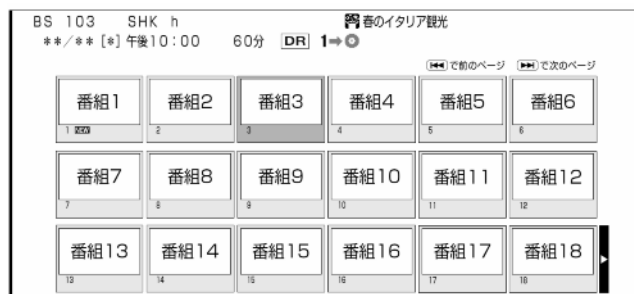 BS 103 SHK h 春のイタリア観光
**/** [*] 午後10:00 60分 DR 1➡
⏮で前のページ ⏭で次のページ
番組1 番組2 番組3 番組4 番組5 番組6
1 NEW 2 3 4 5 6
番組7 番組8 番組9 番組10 番組11 番組12
7 8 9 10 11 12
番組13 番組14 番組15 番組16 番組17 番組18
13 14 15 16 17 18